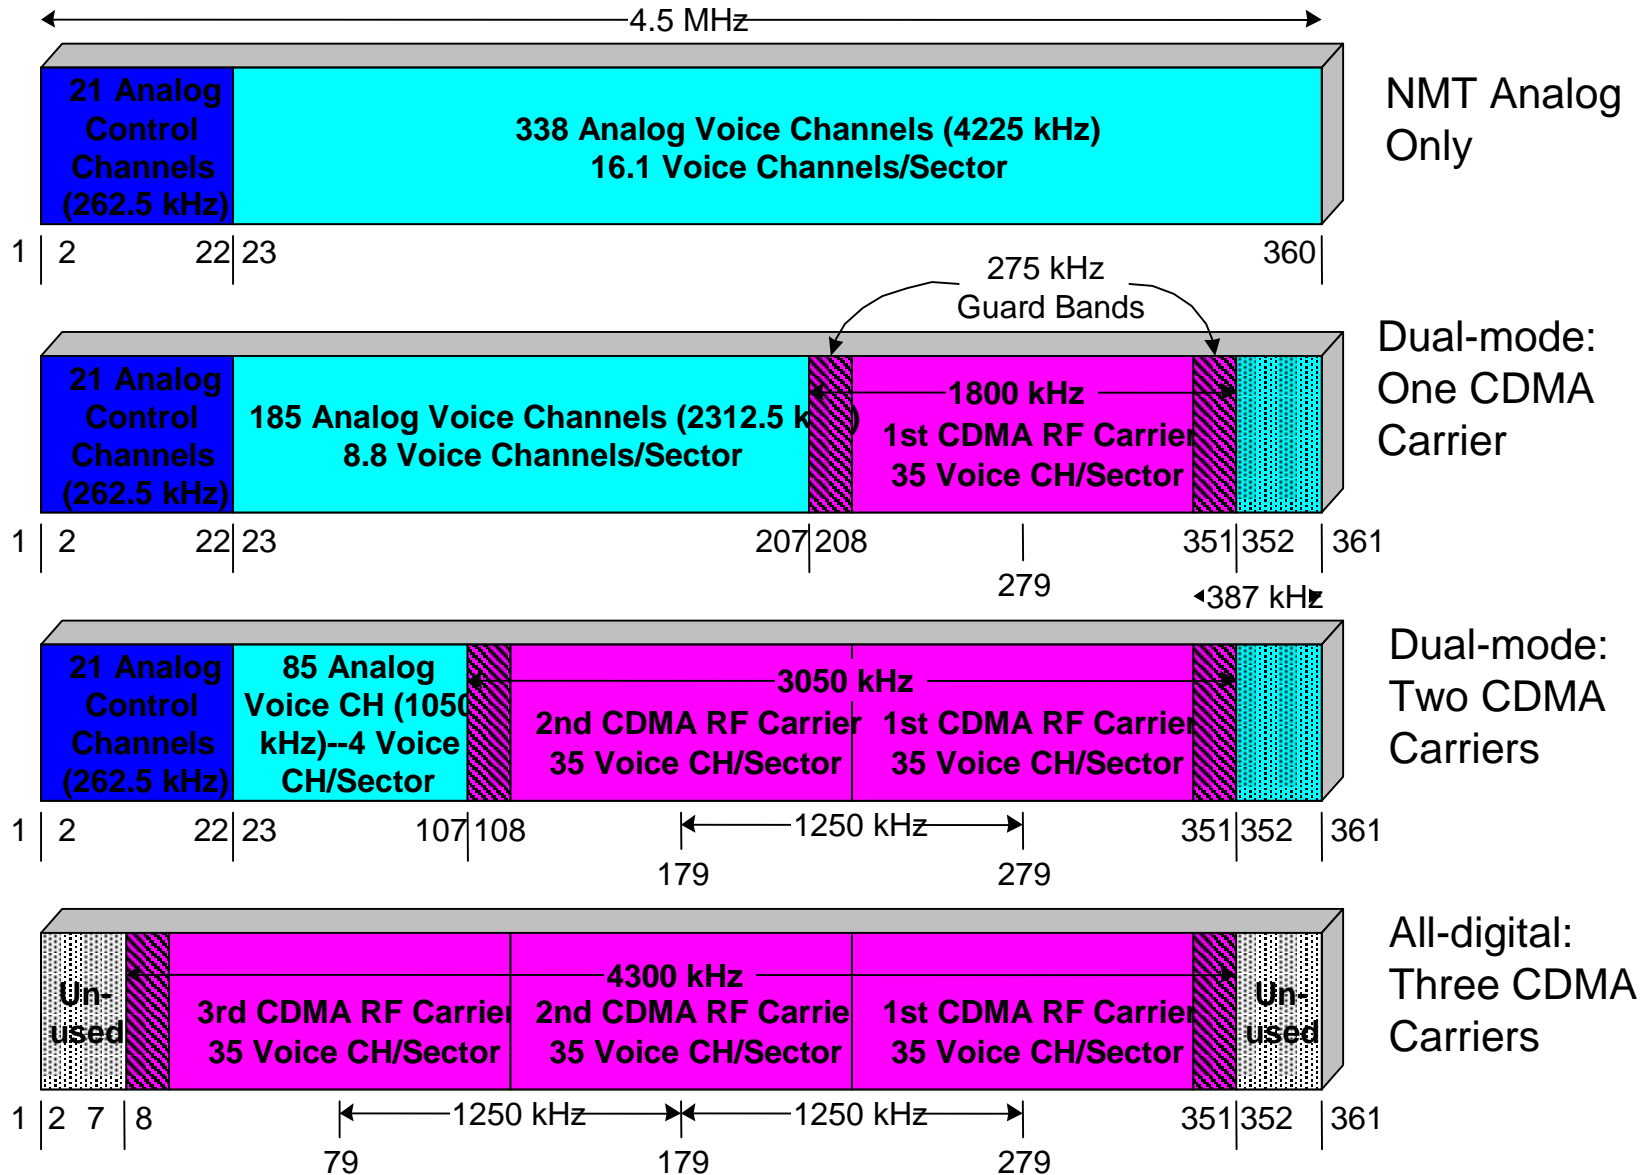 4.5 MHz
21 Analog
Control
Channels
(262.5 kHz)
338 Analog Voice Channels (4225 kHz)
16.1 Voice Channels/Sector
NMT Analog
Only
1 2 22 23 360
275 kHz
Guard Bands
21 Analog
Control
Channels
(262.5 kHz)
185 Analog Voice Channels (2312.5 k )
8.8 Voice Channels/Sector
1800 kHz
1st CDMA RF Carrier
35 Voice CH/Sector
Dual-mode:
One CDMA
Carrier
1 2 22 23 207 208 351 352 361
279
387 kHz
21 Analog
Control
Channels
(262.5 kHz)
85 Analog
Voice CH (1050
kHz)--4 Voice
CH/Sector
3050 kHz
2nd CDMA RF Carrier
35 Voice CH/Sector
1st CDMA RF Carrier
35 Voice CH/Sector
Dual-mode:
Two CDMA
Carriers
1 2 22 23 107 108 1250 kHz 351 352 361
179 279
Un-
used
4300 kHz
3rd CDMA RF Carrier
35 Voice CH/Sector
2nd CDMA RF Carrie
35 Voice CH/Sector
1st CDMA RF Carrier
35 Voice CH/Sector
Un-
used
All-digital:
Three CDMA
Carriers
1 2 7 8 1250 kHz 1250 kHz 351 352 361
79 179 279